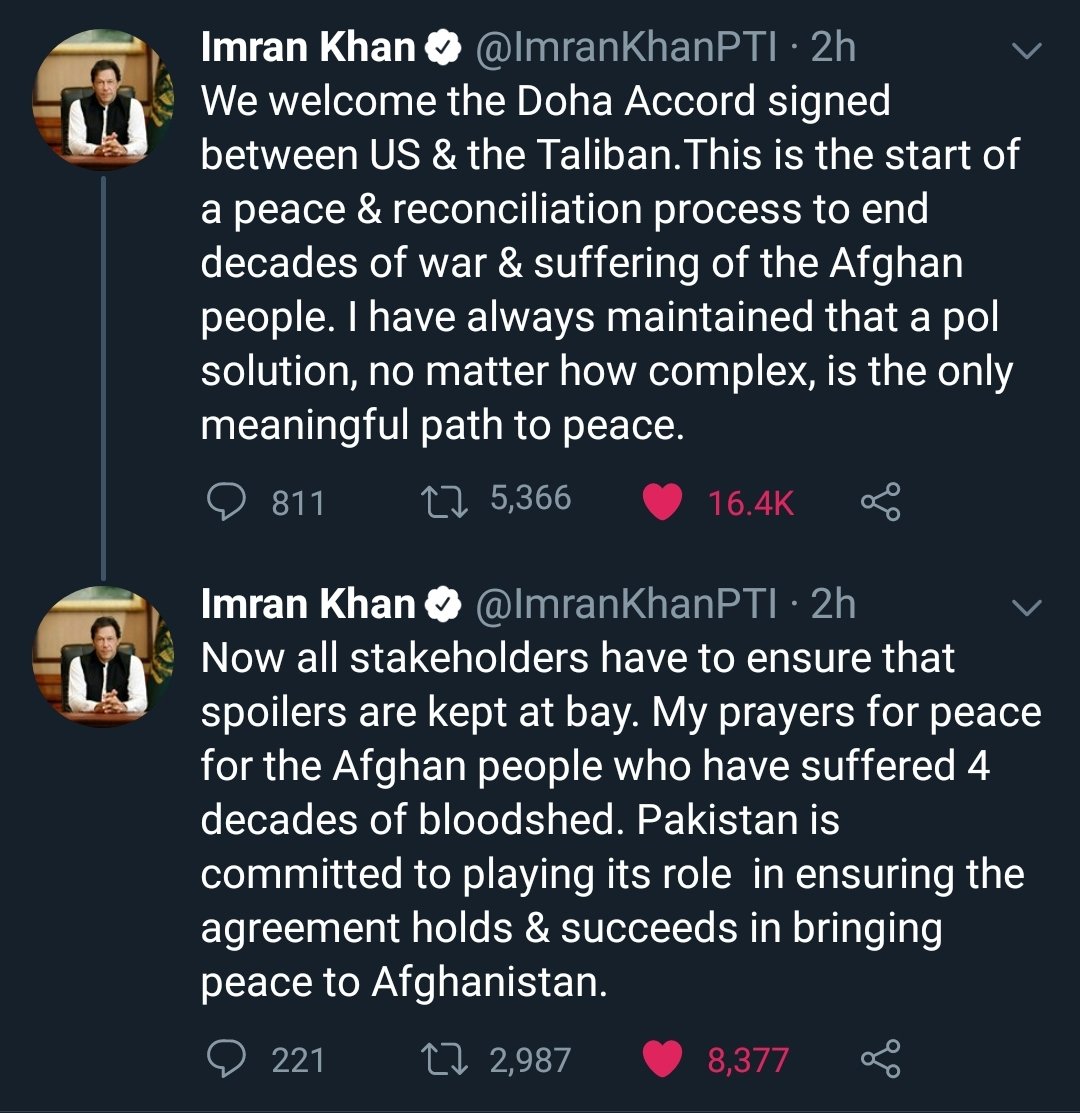 Imran Khan @ImranKhanPTI · 2h
We welcome the Doha Accord signed
between US & the Taliban.This is the start of
a peace & reconciliation process to end
decades of war & suffering of the Afghan
people. I have always maintained that a pol
solution, no matter how complex, is the only
meaningful path to peace.
811 5,366 16.4K
Imran Khan @ImranKhanPTI · 2h
Now all stakeholders have to ensure that
spoilers are kept at bay. My prayers for peace
for the Afghan people who have suffered 4
decades of bloodshed. Pakistan is
committed to playing its role  in ensuring the
agreement holds & succeeds in bringing
peace to Afghanistan.
221 2,987 8,377